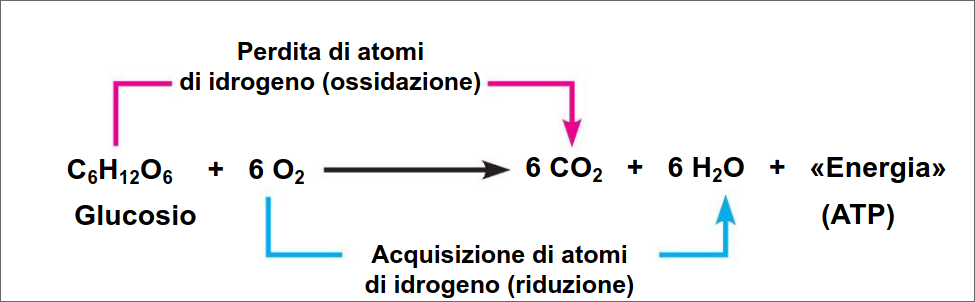 Perdita di atomi
di idrogeno (ossidazione)
C₆H₁₂O₆ + 6 O₂ 6 CO₂ + 6 H₂O + «Energia»
Glucosio (ATP)
Acquisizione di atomi
di idrogeno (riduzione)